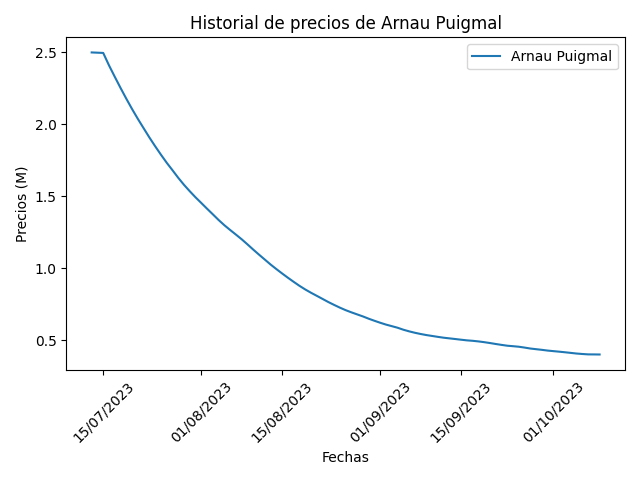 Historial de precios de Arnau Puigmal
Arnau Puigmal
Precios (M)
2.5
2.0
1.5
1.0
0.5
15/07/2023
01/08/2023
15/08/2023
01/09/2023
15/09/2023
01/10/2023
Fechas